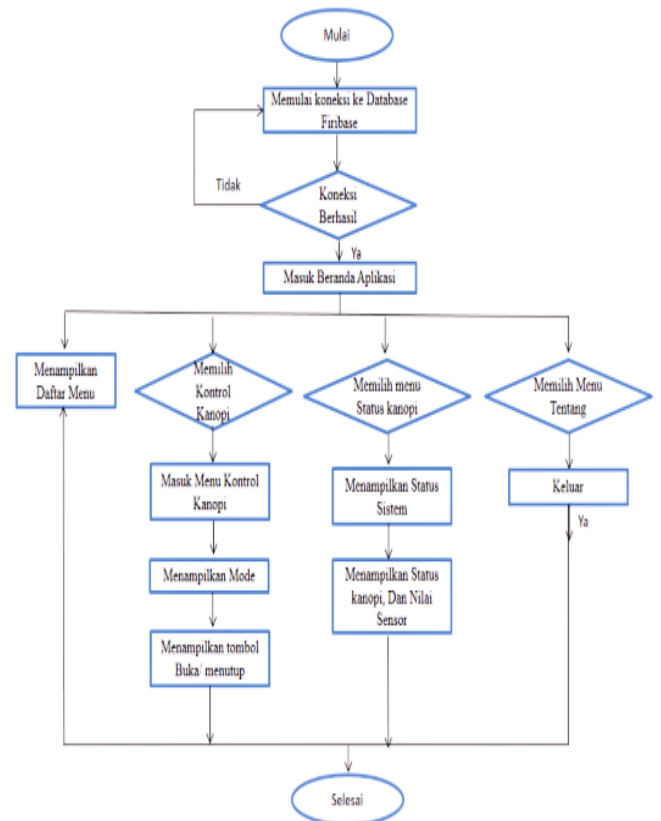 Mulai
Memulai koneksi ke Database
Firibase
Tidak
Koneksi
Berhasil
Ya
Masuk Beranda Aplikasi
Menampilkan
Daftar Menu
Memilih
Kontrol
Kanopi
Memilih menu
Status kanopi
Memilih Menu
Tentang
Masuk Menu Kontrol
Kanopi
Menampilkan Status
Sistem
Keluar
Ya
Menampilkan Mode
Menampilkan Status
kanopi, Dan Nilai
Sensor
Menampilkan tombol
Buka/ menutup
Selesai